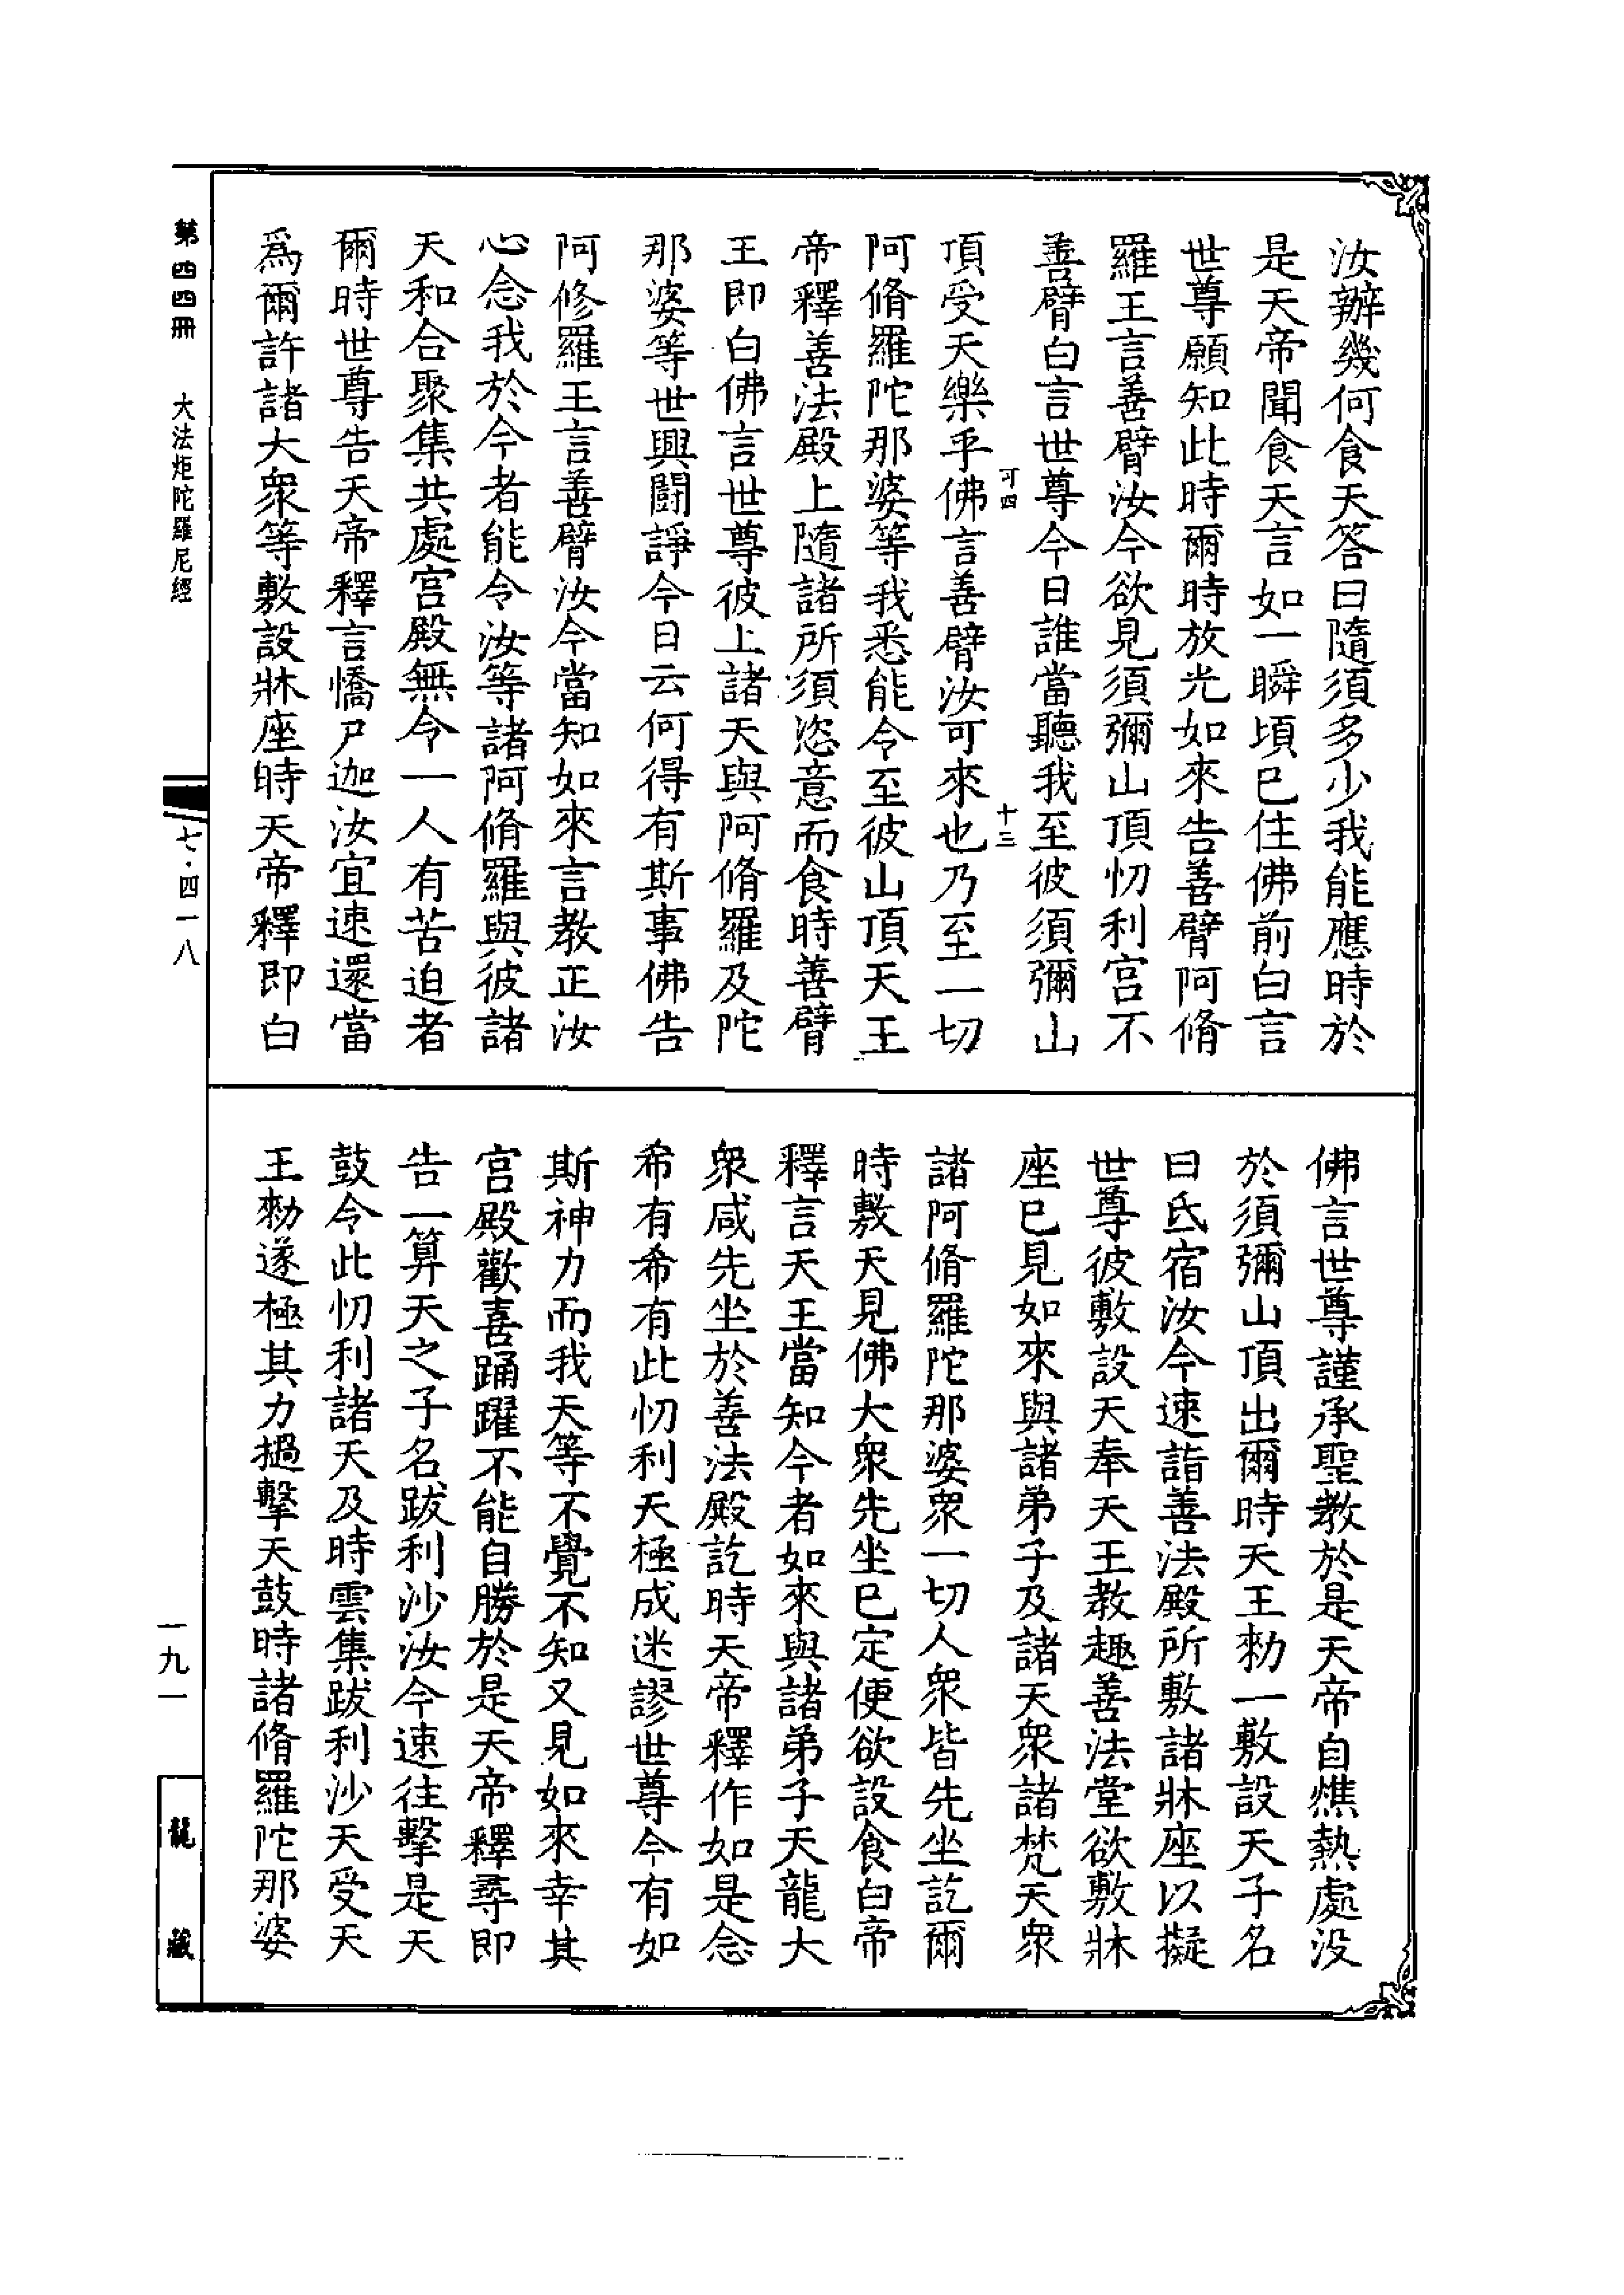 汝辦幾何食天答曰隨須多少我能應時於
是天帝聞食天言如一瞬頃已住佛前白言
世尊願知此時爾時放光如來告善臂阿脩
羅王言善臂汝今欲見須彌山頂忉利宮不
善臂白言世尊今日誰當聽我至彼須彌山
可四
十三
頂受天樂乎佛言善臂汝可來也乃至一切
阿脩羅陀那婆等我悉能令至彼山頂天王
帝釋善法殿上隨諸所須恣意而食時善臂
王即白佛言世尊彼上諸天與阿脩羅及陀
那婆等世興鬪諍今日云何得有斯事佛告
阿修羅王言善臂汝今當知如來言教正汝
心念我於今者能令汝等諸阿脩羅與彼諸
天和合聚集共處宮殿無令一人有苦迫者
爾時世尊告天帝釋言憍尸迦汝宜速還當
為爾許諸大眾等敷設牀座時天帝釋即白
佛言世尊謹承聖教於是天帝自燋熱處没
於須彌山頂出爾時天王勑一敷設天子名
曰氐宿汝今速詣善法殿所敷諸牀座以擬
世尊彼敷設天奉天王教趣善法堂欲敷牀
座已見如來與諸弟子及諸天眾諸梵天眾
諸阿脩羅陀那婆眾一切人眾皆先坐訖爾
時敷天見佛大眾先坐已定便欲設食白帝
釋言天王當知今者如來與諸弟子天龍大
眾咸先坐於善法殿訖時天帝釋作如是念
希有希有此忉利天極成迷謬世尊今有如
斯神力而我天等不覺不知又見如來幸其
宮殿歡喜踊躍不能自勝於是天帝釋尋即
告一算天之子名跋利沙汝今速往擊是天
鼓令此忉利諸天及時雲集跋利沙天受天
王勑遂極其力撾擊天鼓時諸脩羅陀那婆
第四四冊 大法炬陀羅尼經
七·四一八
一九一
龍藏